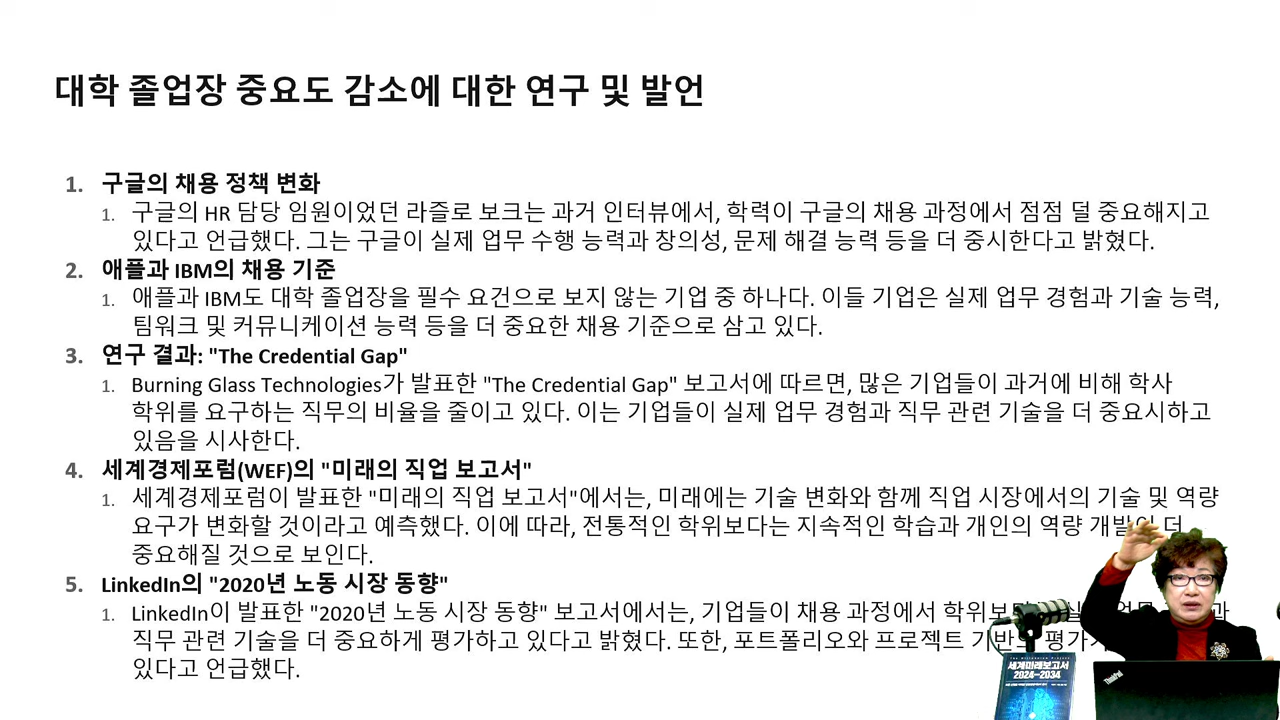 대학 졸업장 중요도 감소에 대한 연구 및 발언
1. 구글의 채용 정책 변화
1. 구글의 HR 담당 임원이었던 라즐로 보크는 과거 인터뷰에서, 학력이 구글의 채용 과정에서 점점 덜 중요해지고
있다고 언급했다. 그는 구글이 실제 업무 수행 능력과 창의성, 문제 해결 능력 등을 더 중시한다고 밝혔다.
2. 애플과 IBM의 채용 기준
1. 애플과 IBM도 대학 졸업장을 필수 요건으로 보지 않는 기업 중 하나다. 이들 기업은 실제 업무 경험과 기술 능력,
팀워크 및 커뮤니케이션 능력 등을 더 중요한 채용 기준으로 삼고 있다.
3. 연구 결과: "The Credential Gap"
1. Burning Glass Technologies가 발표한 "The Credential Gap" 보고서에 따르면, 많은 기업들이 과거에 비해 학사
학위를 요구하는 직무의 비율을 줄이고 있다. 이는 기업들이 실제 업무 경험과 직무 관련 기술을 더 중요시하고
있음을 시사한다.
4. 세계경제포럼(WEF)의 "미래의 직업 보고서"
1. 세계경제포럼이 발표한 "미래의 직업 보고서"에서는, 미래에는 기술 변화와 함께 직업 시장에서의 기술 및 역량
요구가 변화할 것이라고 예측했다. 이에 따라, 전통적인 학위보다는 지속적인 학습과 개인의 역량 더
중요해질 것으로 보인다.
5. LinkedIn의 "2020년 노동 시장 동향"
1. LinkedIn이 발표한 "2020년 노동 시장 동향" 보고서에서는, 기업들이 채용 과정에서
직무 관련 기술을 더 중요하게 평가하고 있다고 밝혔다. 또한, 포트폴리오와 프로젝트
있다고 언급했다.
세계미래보고서
2024-2034
ThinkPad